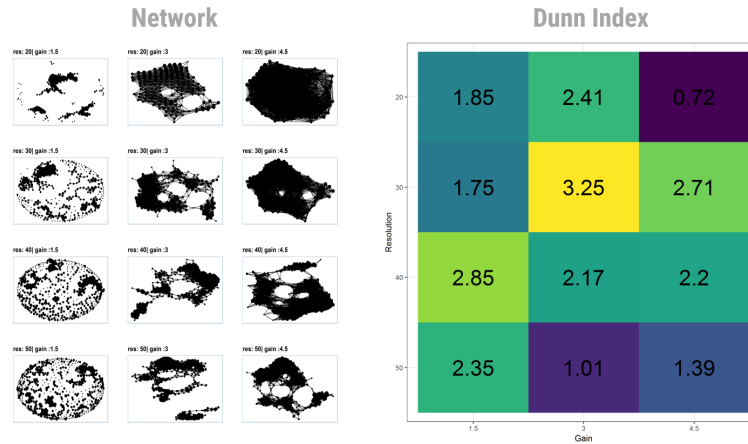 Network
Dunn Index
res: 20| gain :1.5
res: 20| gain :3
res: 20| gain :4.5
res: 30| gain :1.5
res: 30| gain :3
res: 30| gain :4.5
res: 40| gain :1.5
res: 40| gain :3
res: 40| gain :4.5
res: 50| gain :1.5
res: 50| gain :3
res: 50| gain :4.5
Resolution
20
1.85 2.41 0.72
30
1.75 3.25 2.71
40
2.85 2.17 2.2
50
2.35 1.01 1.39
1.5 3 4.5
Gain